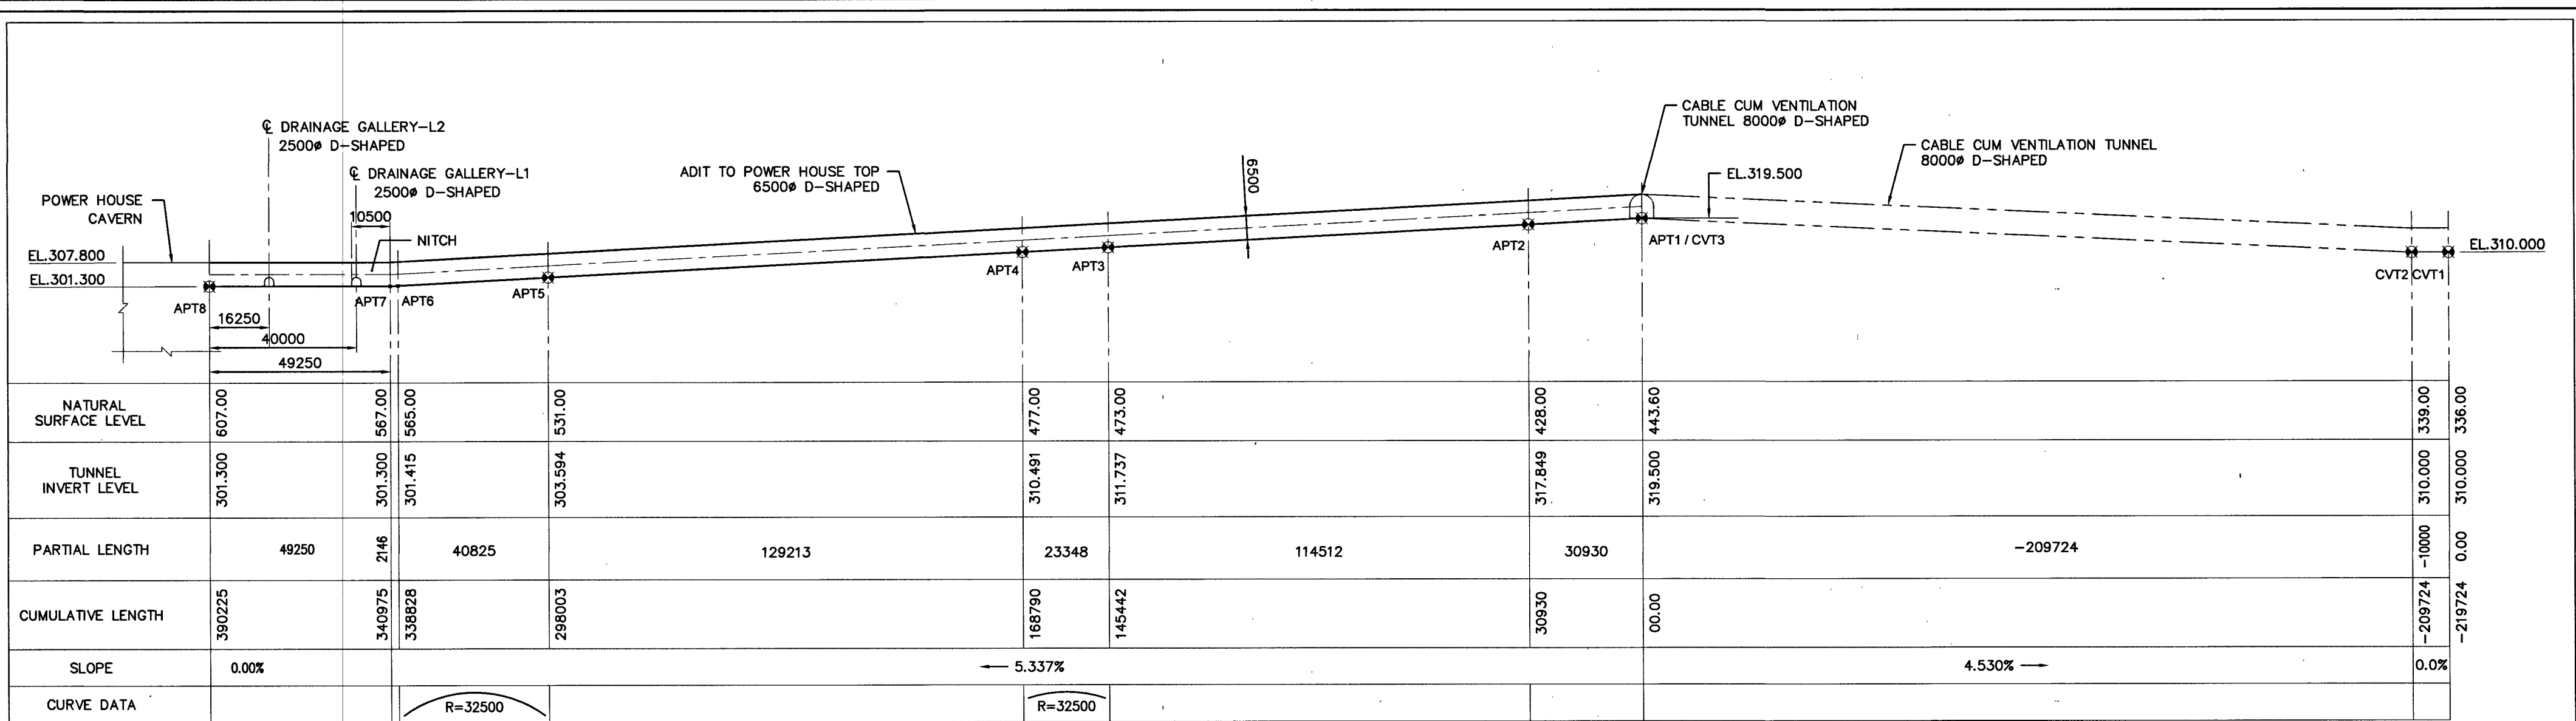 CABLE CUM VENTILATION
TUNNEL 8000ø D-SHAPED
℄ DRAINAGE GALLERY-L2
2500ø D-SHAPED
CABLE CUM VENTILATION TUNNEL
8000ø D-SHAPED
℄ DRAINAGE GALLERY-L1
2500ø D-SHAPED
ADIT TO POWER HOUSE TOP
6500ø D-SHAPED
6500
EL.319.500
POWER HOUSE
CAVERN
10500
NITCH
EL.307.800
EL.301.300
APT8
APT7
APT6
APT5
APT4
APT3
APT2
APT1 / CVT3
CVT2
CVT1
EL.310.000
16250
40000
49250
NATURAL
SURFACE LEVEL
607.00
567.00
565.00
531.00
477.00
473.00
428.00
443.60
339.00
336.00
TUNNEL
INVERT LEVEL
301.300
301.300
301.415
303.594
310.491
311.737
317.849
319.500
310.000
310.000
PARTIAL LENGTH
49250
2146
40825
129213
23348
114512
30930
-209724
-10000
0.00
CUMULATIVE LENGTH
390225
340975
338828
298003
168790
145442
30930
00.00
-209724
-219724
SLOPE
0.00%
← 5.337%
4.530% →
0.0%
CURVE DATA
R=32500
R=32500